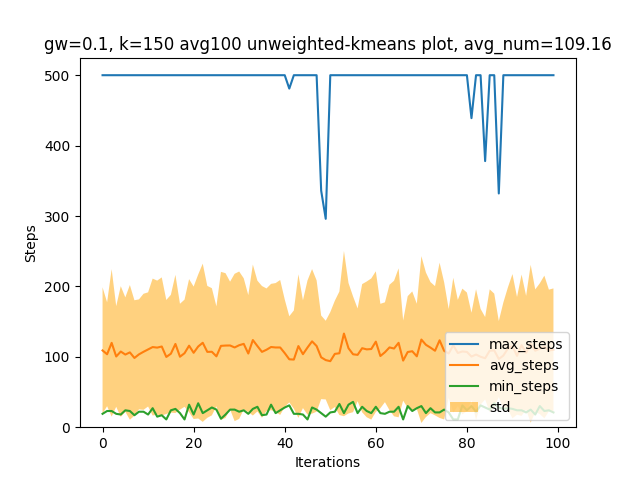 gw=0.1, k=150 avg100 unweighted-kmeans plot, avg_num=109.16
500
400
300
200
100
0
Steps
max_steps
avg_steps
min_steps
std
0 20 40 60 80 100
Iterations